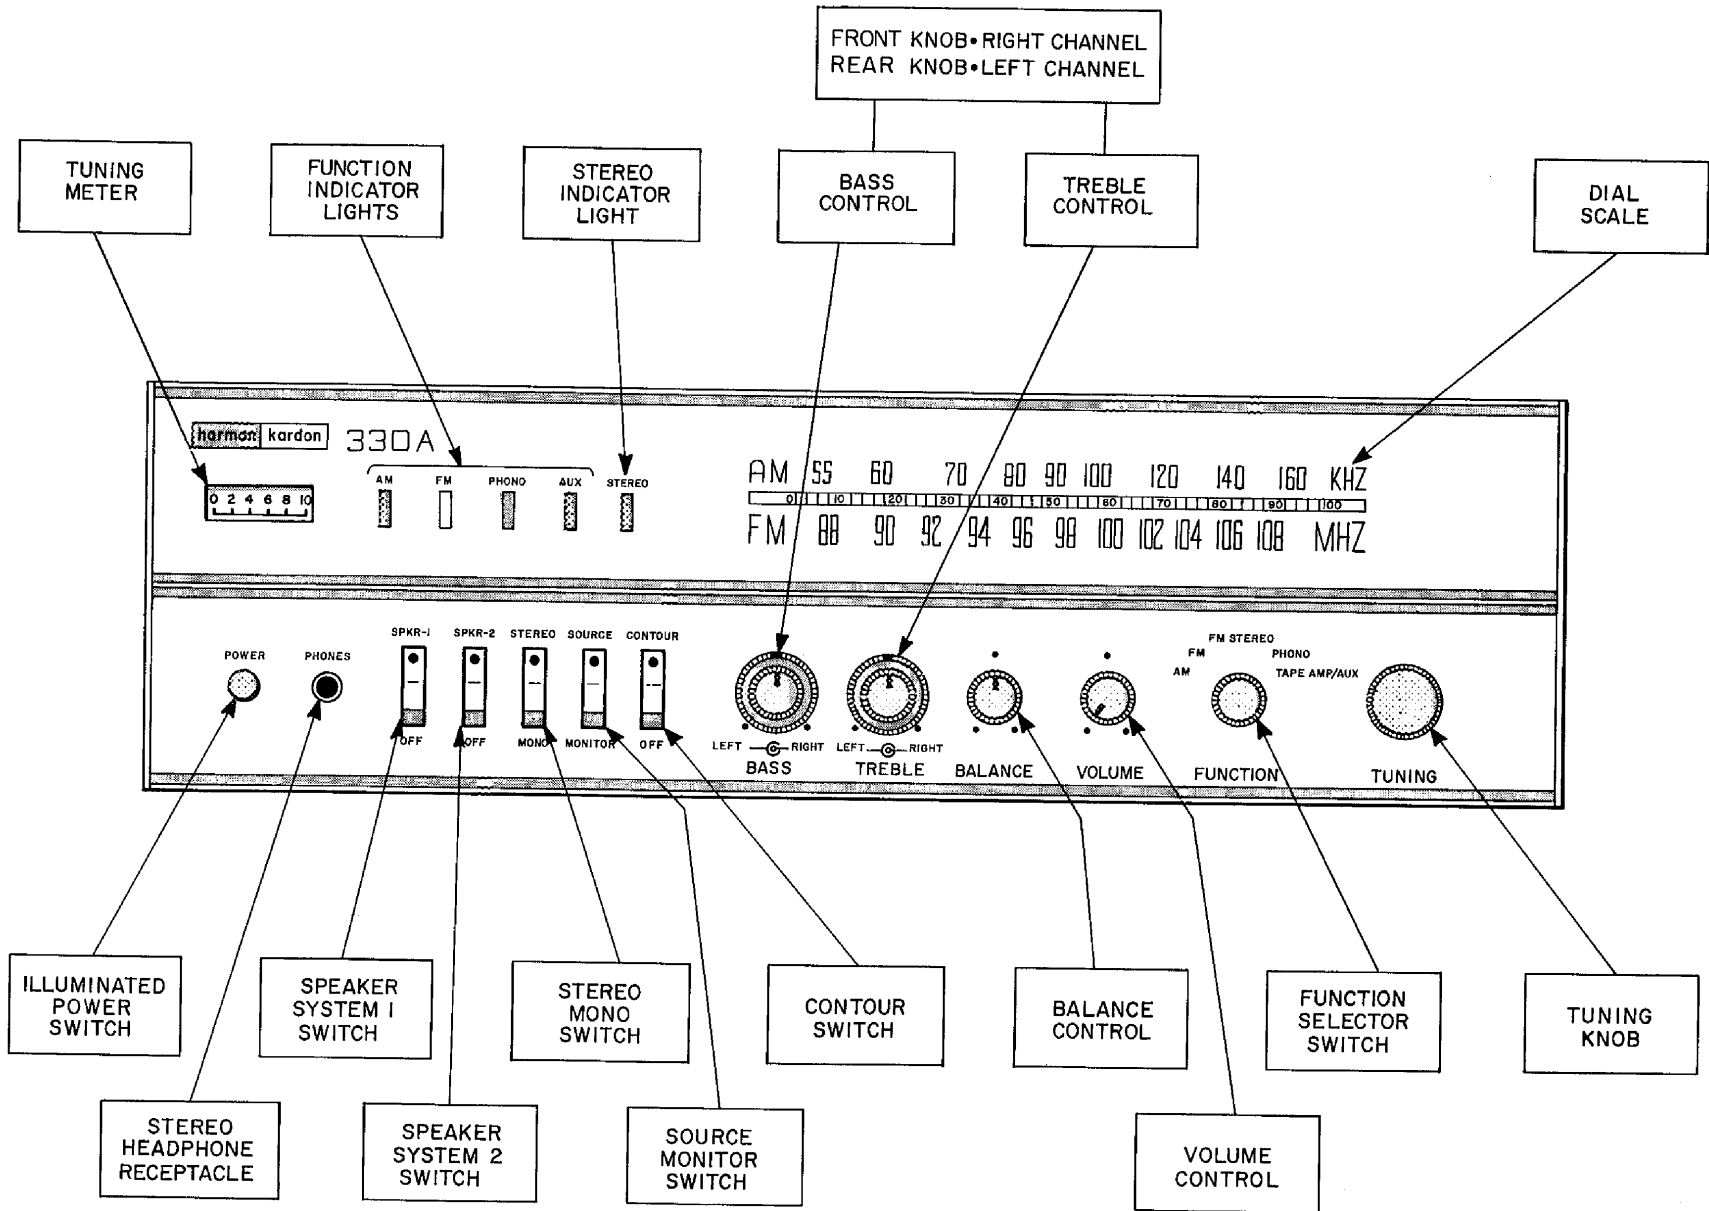 FRONT KNOB•RIGHT CHANNEL
REAR KNOB•LEFT CHANNEL
TUNING
METER
FUNCTION
INDICATOR
LIGHTS
STEREO
INDICATOR
LIGHT
BASS
CONTROL
TREBLE
CONTROL
DIAL
SCALE
harman kardon 330A
AM FM PHONO AUX STEREO
0 2 4 6 8 10
AM 55 60 70 80 90 100 120 140 160 KHZ
0 10 20 30 40 50 60 70 80 90 100
FM 88 90 92 94 96 98 100 102 104 106 108 MHZ
POWER PHONES SPKR-1 SPKR-2 STEREO SOURCE CONTOUR
OFF OFF MONO MONITOR OFF
LEFT RIGHT
BASS
LEFT RIGHT
TREBLE
BALANCE
VOLUME
AM FM FM STEREO PHONO TAPE AMP/AUX
FUNCTION
TUNING
ILLUMINATED
POWER
SWITCH
SPEAKER
SYSTEM 1
SWITCH
STEREO
MONO
SWITCH
CONTOUR
SWITCH
BALANCE
CONTROL
FUNCTION
SELECTOR
SWITCH
TUNING
KNOB
STEREO
HEADPHONE
RECEPTACLE
SPEAKER
SYSTEM 2
SWITCH
SOURCE
MONITOR
SWITCH
VOLUME
CONTROL